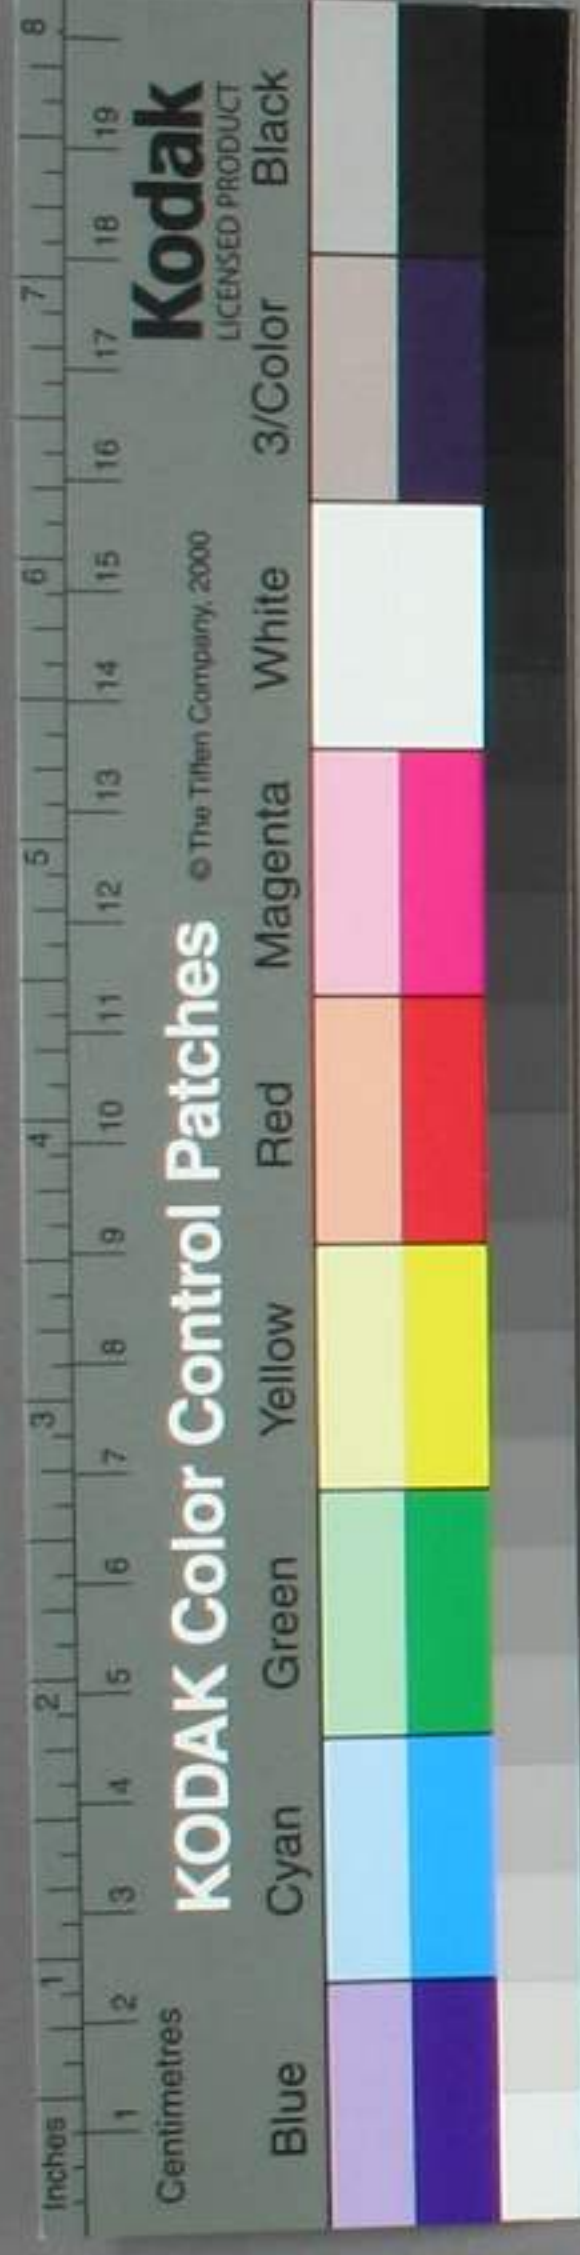 Inches 1 2 3 4 5 6 7 8
1 2 3 4 5 6 7 8 9 10 11 12 13 14 15 16 17 18 19
Centimetres
KODAK Color Control Patches © The Tiffen Company, 2000 Kodak
LICENSED PRODUCT
Blue Cyan Green Yellow Red Magenta White 3/Color Black